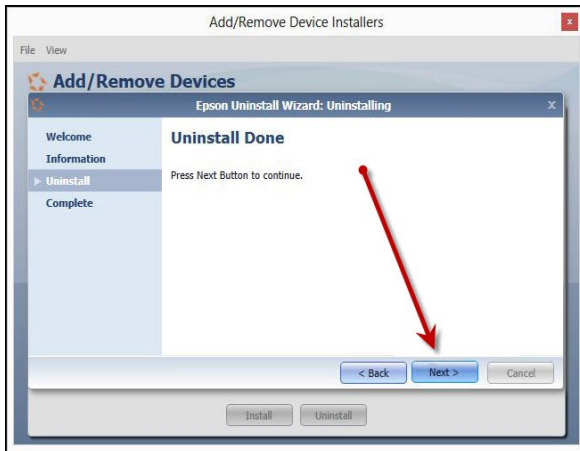 Add/Remove Device Installers
x
File View
Add/Remove Devices
Epson Uninstall Wizard: Uninstalling
x
Welcome
Information
Uninstall
Complete
Uninstall Done
Press Next Button to continue.
< Back Next > Cancel
Install Uninstall